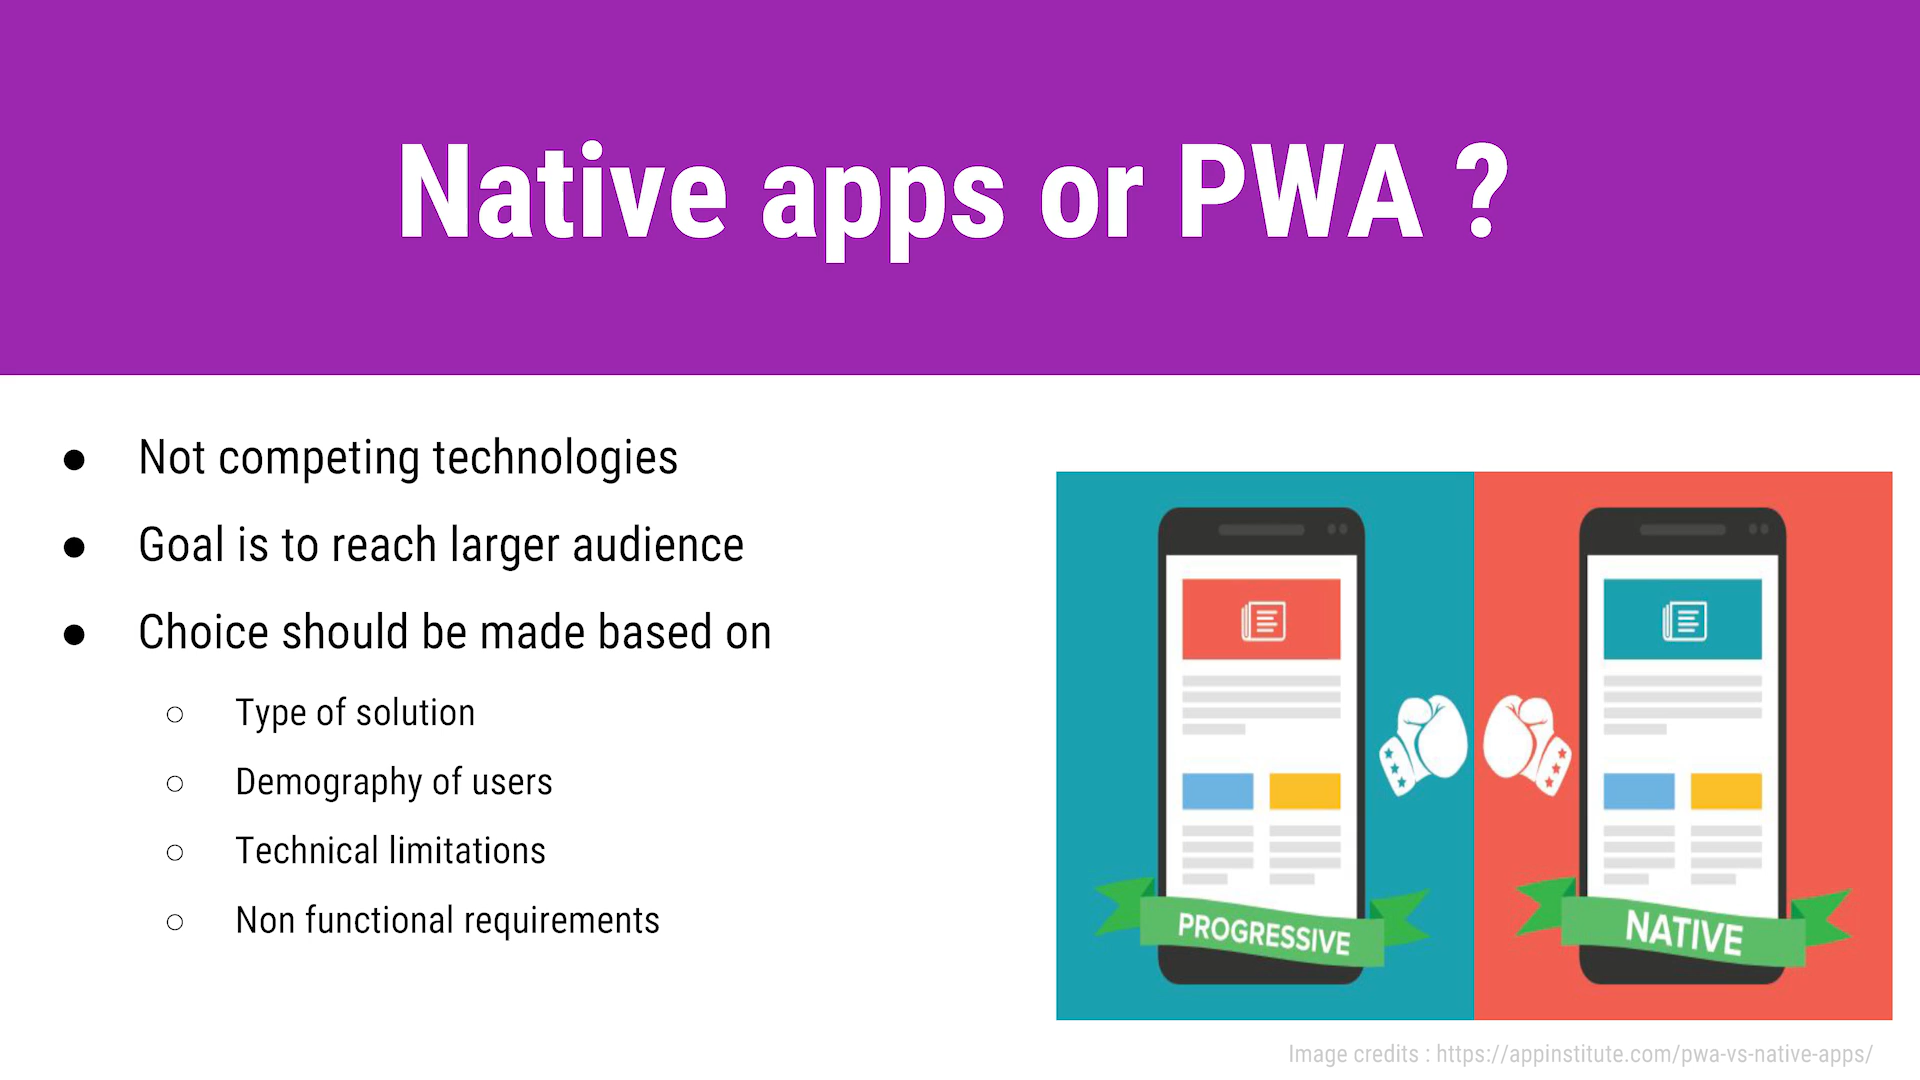 Native apps or PWA ?
● Not competing technologies
● Goal is to reach larger audience
● Choice should be made based on
○ Type of solution
○ Demography of users
○ Technical limitations
○ Non functional requirements
PROGRESSIVE
NATIVE
Image credits : https://appinstitute.com/pwa-vs-native-apps/